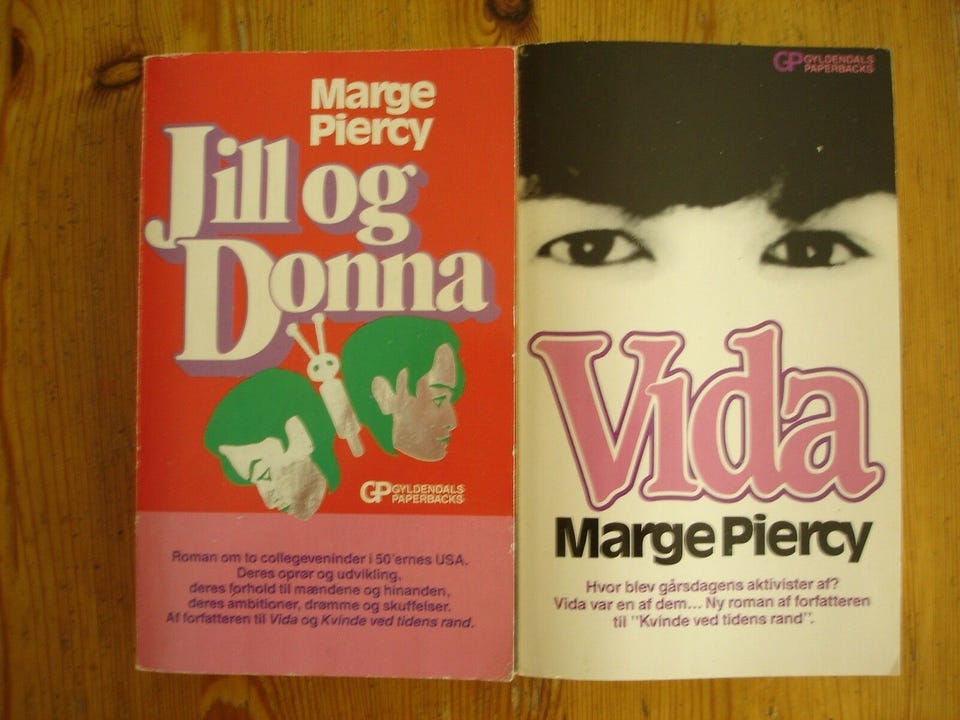 Marge
Piercy
Jill og
Donna
GP GYLDENDALS
PAPERBACKS
Roman om to collegeveninder i 50'ernes USA.
Deres oprør og udvikling,
deres forhold til mændene og hinanden,
deres ambitioner, drømme og skuffelser.
Af forfatteren til Vida og Kvinde ved tidens rand.
GP GYLDENDALS
PAPERBACKS
Vida
Marge Piercy
Hvor blev gårsdagens aktivister af?
Vida var en af dem... Ny roman af forfatteren
til "Kvinde ved tidens rand".